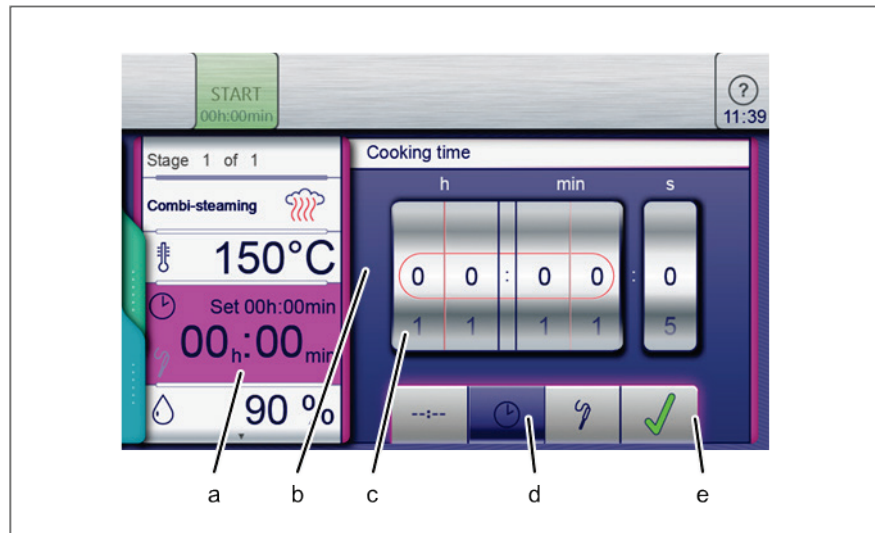 START
00h:00min
?
11:39
Stage 1 of 1
Cooking time
h min s
Combi-steaming
150°C
0 0 : 0 0 : 0
1 1 1 1 5
Set 00h:00min
00h:00min
90 %
--:--
a b c d e